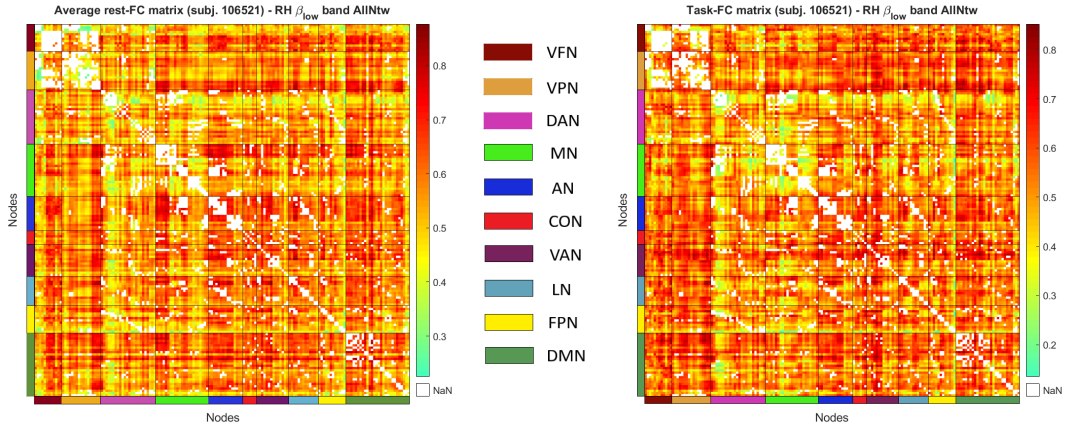 Average rest-FC matrix (subj. 106521) - RH β_low band AllNtw
Nodes
Nodes
0.8
0.7
0.6
0.5
0.4
0.3
NaN
VFN
VPN
DAN
MN
AN
CON
VAN
LN
FPN
DMN
Task-FC matrix (subj. 106521) - RH β_low band AllNtw
Nodes
Nodes
0.8
0.7
0.6
0.5
0.4
0.3
0.2
NaN